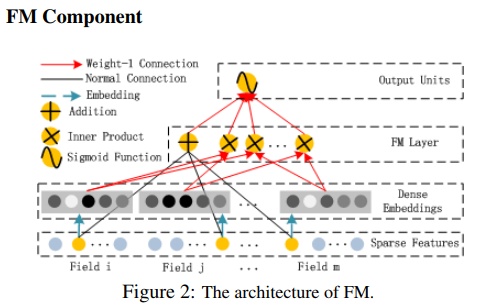 FM Component
Weight-1 Connection
Normal Connection
Embedding
Addition
Inner Product
Sigmoid Function
Output Units
FM Layer
...
Dense
Embeddings
...
Sparse Features
... ... ... ...
Field i Field j ... Field m
Figure 2: The architecture of FM.